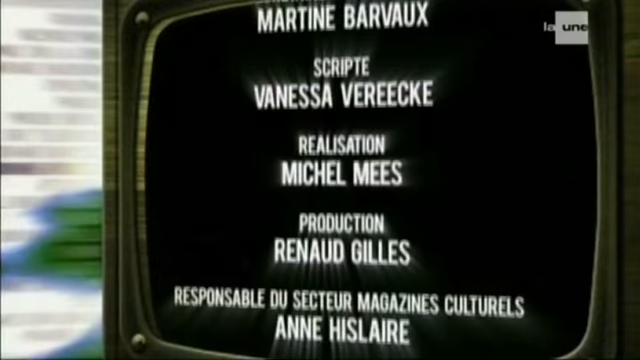 MARTINE BARVAUX
la une
SCRIPTE
VANESSA VEREECKE
REALISATION
MICHEL MEES
PRODUCTION
RENAUD GILLES
RESPONSABLE DU SECTEUR MAGAZINES CULTURELS
ANNE HISLAIRE